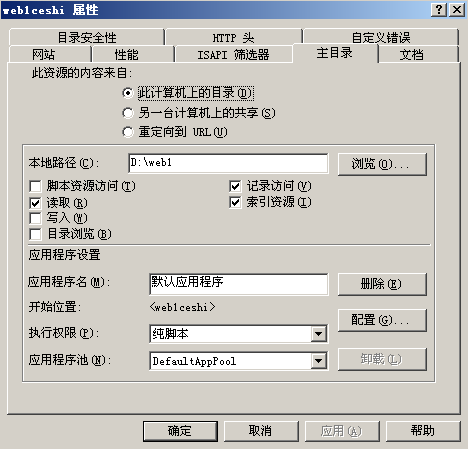 web1ceshi 属性
目录安全性 HTTP 头 自定义错误
网站 性能 ISAPI 筛选器 主目录 文档
此资源的内容来自:
此计算机上的目录(D)
另一台计算机上的共享(S)
重定向到 URL(U)
本地路径(C): D:\web1 浏览(O)...
脚本资源访问(T) 记录访问(V)
读取(R) 索引资源(I)
写入(W)
目录浏览(B)
应用程序设置
应用程序名(M): 默认应用程序 删除(E)
开始位置: <web1ceshi>
配置(G)...
执行权限(P): 纯脚本
应用程序池(N): DefaultAppPool 卸载(L)
确定 取消 应用(A) 帮助